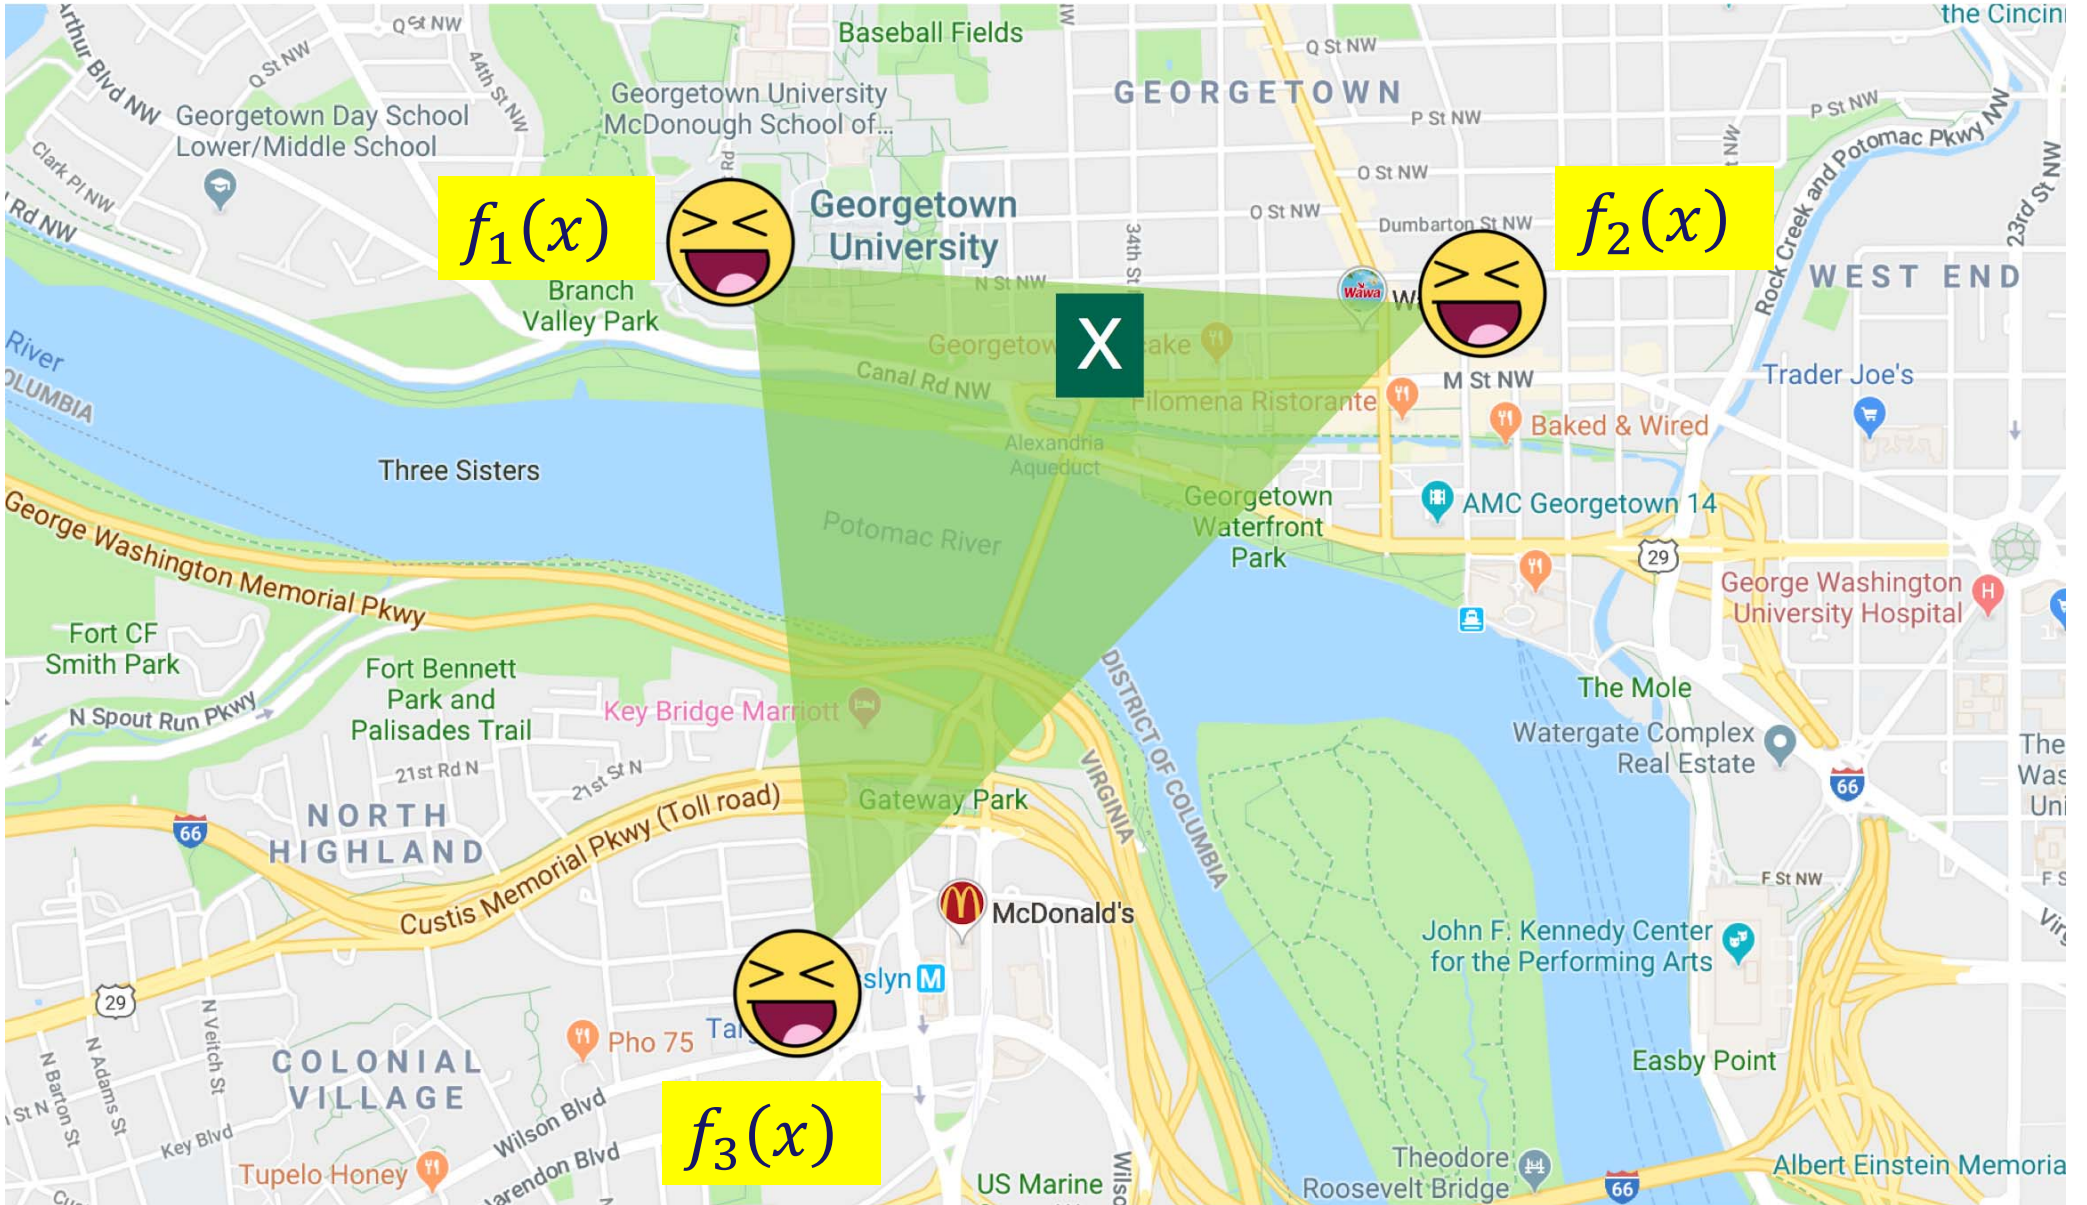 the Cincin
Q St NW
Baseball Fields
Q St NW
Q St NW
44th St NW
Arthur Blvd NW
GEORGETOWN
Georgetown University
McDonough School of...
Georgetown Day School
Lower/Middle School
P St NW
P St NW
Rock Creek and Potomac Pkwy NW
23rd St NW
Clark Pl NW
Rd NW
O St NW
O St NW
Dumbarton St NW
34th St
f₁(x)
Georgetown
University
f₂(x)
WEST END
N St NW
Branch
Valley Park
Wawa
X
River
Canal Rd NW
M St NW
Trader Joe's
Filomena Ristorante
Baked & Wired
Alexandria
Aqueduct
Three Sisters
Georgetown
Waterfront
Park
AMC Georgetown 14
Potomac River
29
George Washington
University Hospital
H
George Washington Memorial Pkwy
Fort CF
Smith Park
Fort Bennett
Park and
Palisades Trail
N Spout Run Pkwy
Key Bridge Marriott
DISTRICT OF COLUMBIA
VIRGINIA
The Mole
Watergate Complex
Real Estate
The
Was
Uni
21st Rd N
21st St N
66
Gateway Park
NORTH
HIGHLAND
66
Custis Memorial Pkwy (Toll road)
F St NW
McDonald's
John F. Kennedy Center
for the Performing Arts
slyn M
29
N Veitch St
N Adams St
N Barton St
Pho 75
Tar
COLONIAL
VILLAGE
Easby Point
Wilson Blvd
Key Blvd
f₃(x)
Tupelo Honey
larendon Blvd
US Marine
Wilso
Theodore
Roosevelt Bridge
66
Albert Einstein Memoria